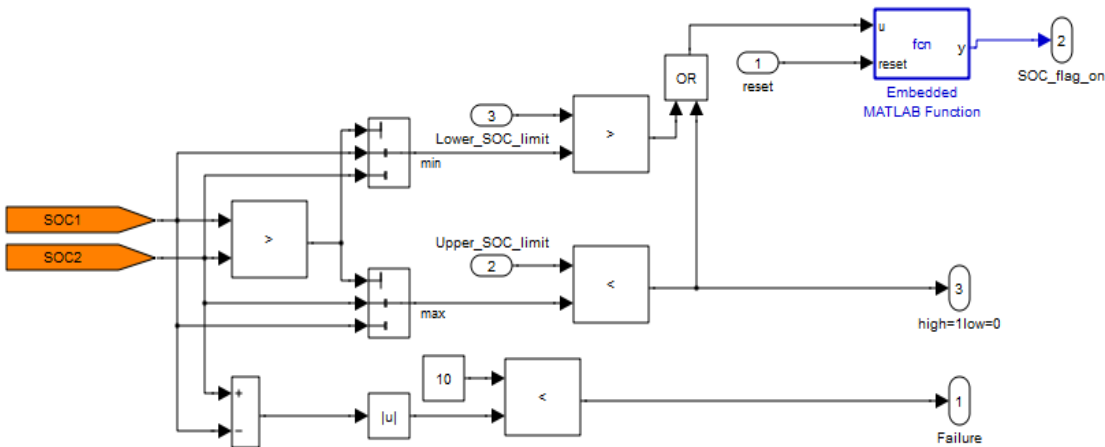 u
fcn
y
2
reset
OR
1
reset
SOC_flag_on
Embedded
MATLAB Function
3
Lower_SOC_limit
>
min
SOC1
>
SOC2
Upper_SOC_limit
2
<
3
max
high=1low=0
10
<
+
|u|
1
−
Failure